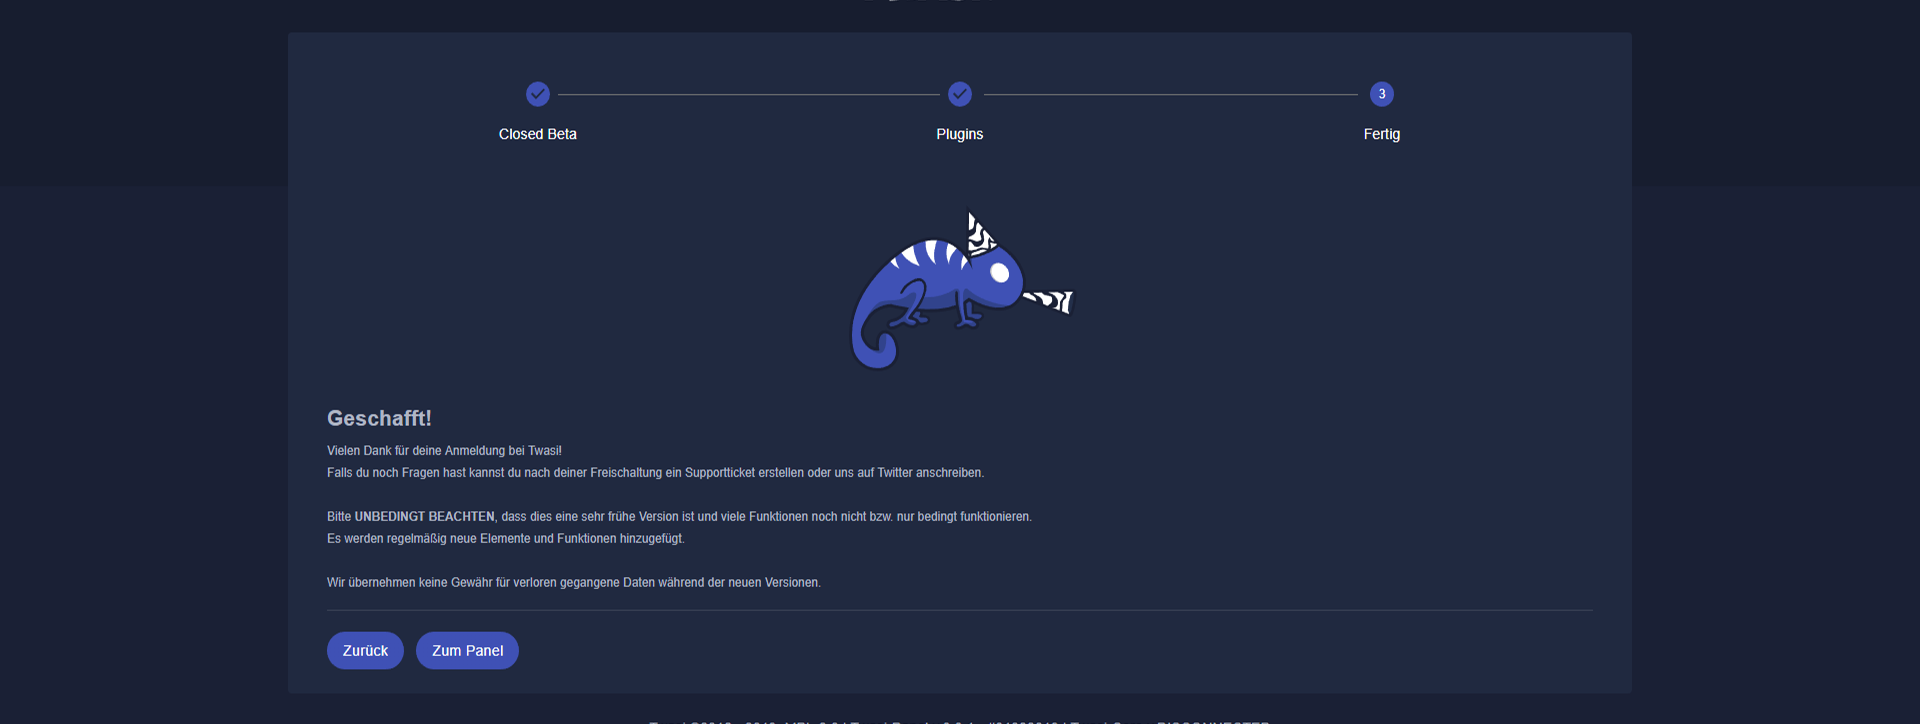 Closed Beta
Plugins
3
Fertig
Geschafft!
Vielen Dank für deine Anmeldung bei Twasi!
Falls du noch Fragen hast kannst du nach deiner Freischaltung ein Supportticket erstellen oder uns auf Twitter anschreiben.
Bitte UNBEDINGT BEACHTEN, dass dies eine sehr frühe Version ist und viele Funktionen noch nicht bzw. nur bedingt funktionieren.
Es werden regelmäßig neue Elemente und Funktionen hinzugefügt.
Wir übernehmen keine Gewähr für verloren gegangene Daten während der neuen Versionen.
Zurück
Zum Panel